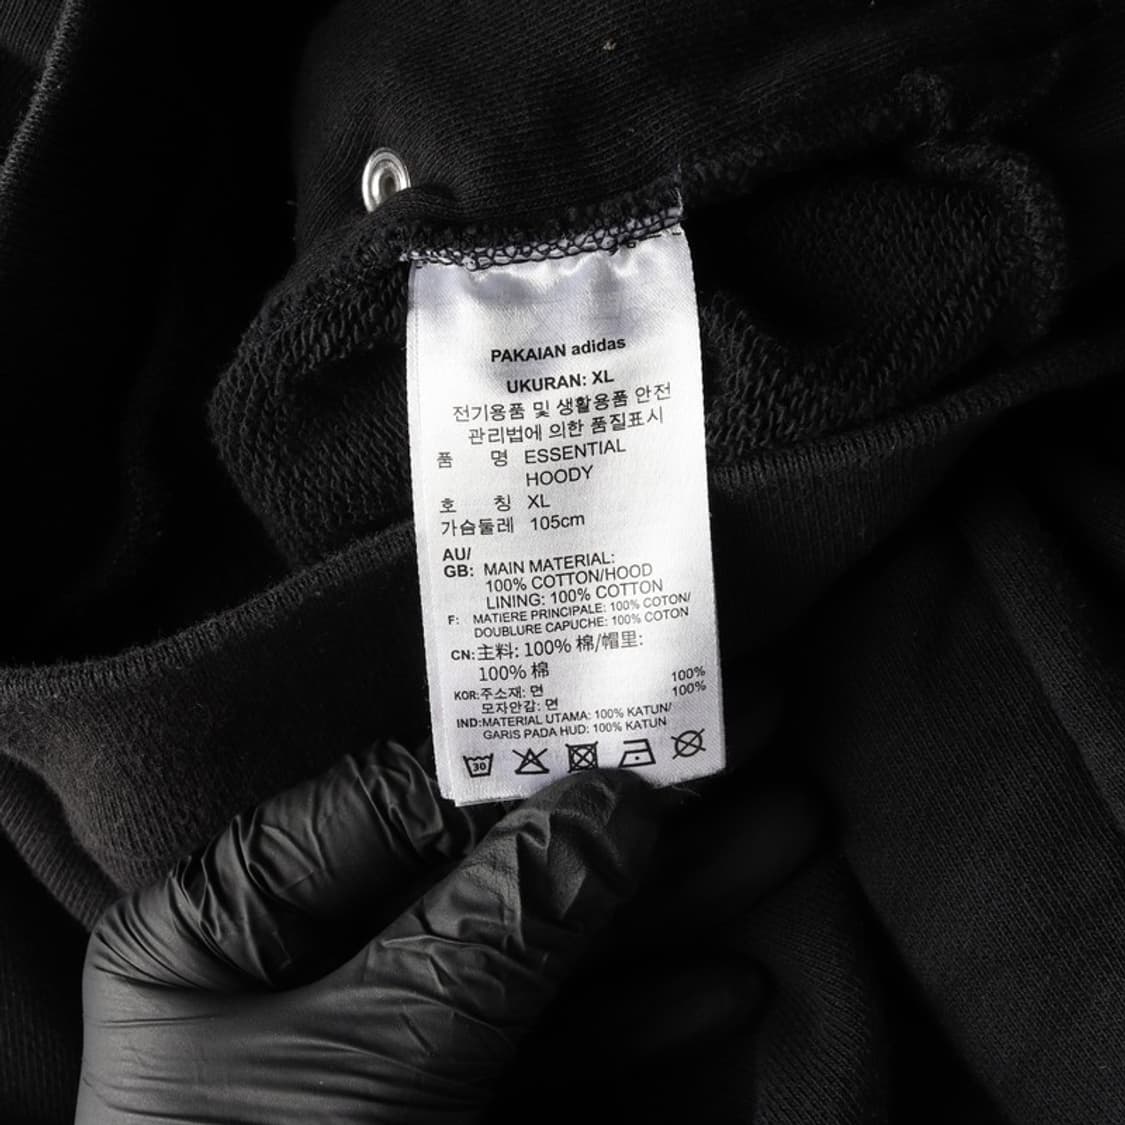 PAKAIAN adidas
UKURAN: XL
전기용품 및 생활용품 안전
관리법에 의한 품질표시
품 명 ESSENTIAL
HOODY
호 칭 XL
가슴둘레 105cm
AU/
GB: MAIN MATERIAL:
100% COTTON/HOOD
LINING: 100% COTTON
F: MATIERE PRINCIPALE: 100% COTON/
DOUBLURE CAPUCHE: 100% COTON
CN:主料: 100% 棉/帽里:
100% 棉
KOR:주소재: 면 100%
모자안감: 면 100%
IND:MATERIAL UTAMA: 100% KATUN/
GARIS PADA HUD: 100% KATUN
30